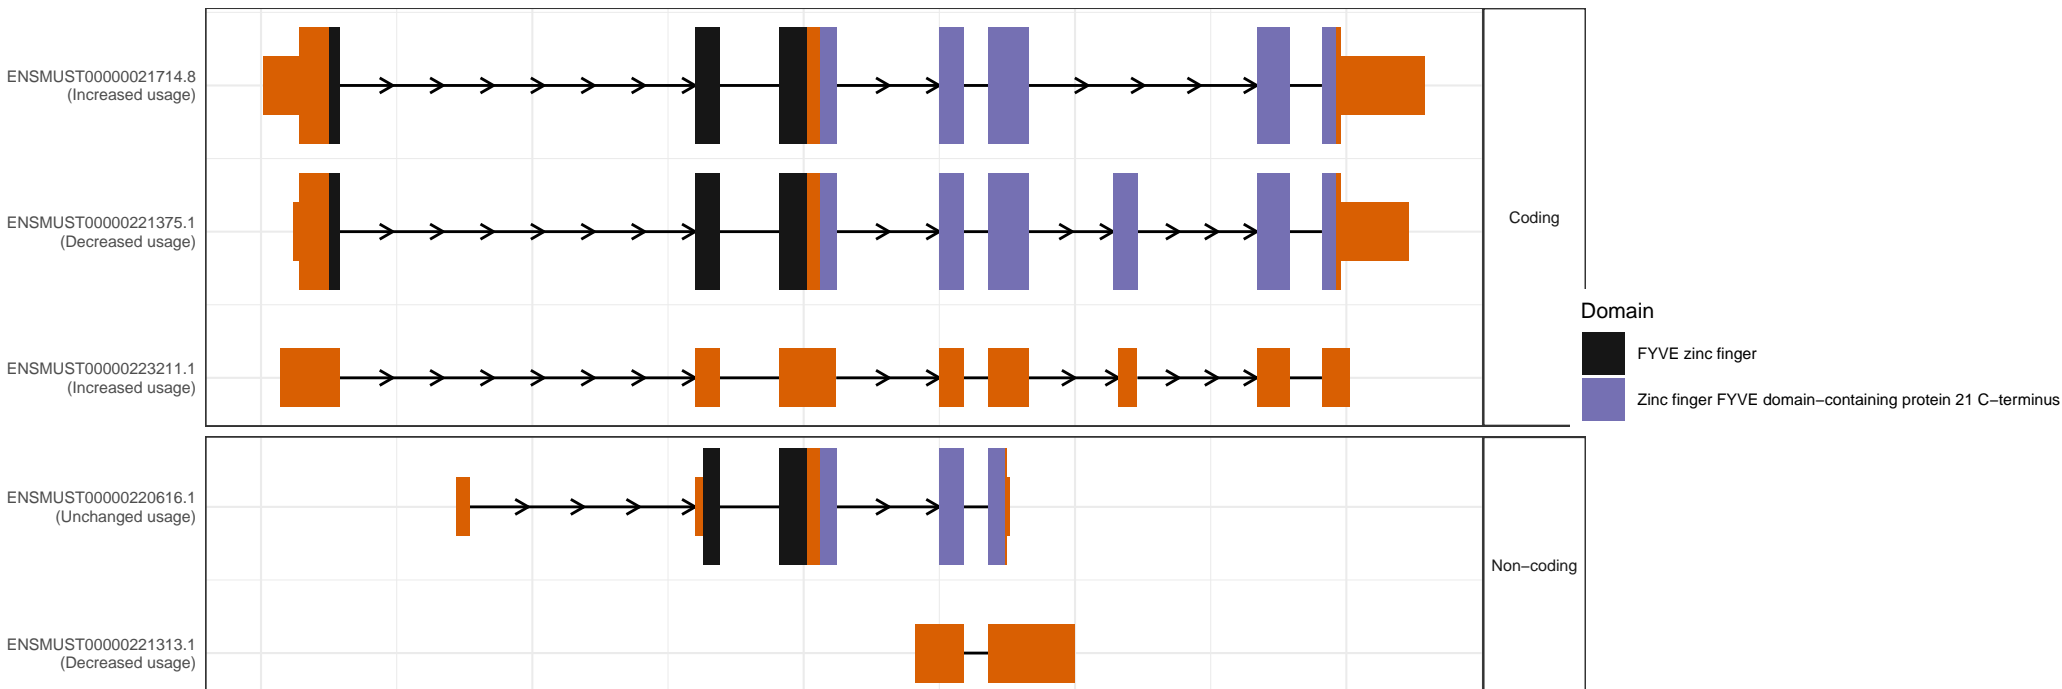 ENSMUST00000021714.8
(Increased usage)
ENSMUST00000221375.1
(Decreased usage)
Coding
Domain
FYVE zinc finger
ENSMUST00000223211.1
(Increased usage)
Zinc finger FYVE domain−containing protein 21 C−terminus
ENSMUST00000220616.1
(Unchanged usage)
Non−coding
ENSMUST00000221313.1
(Decreased usage)